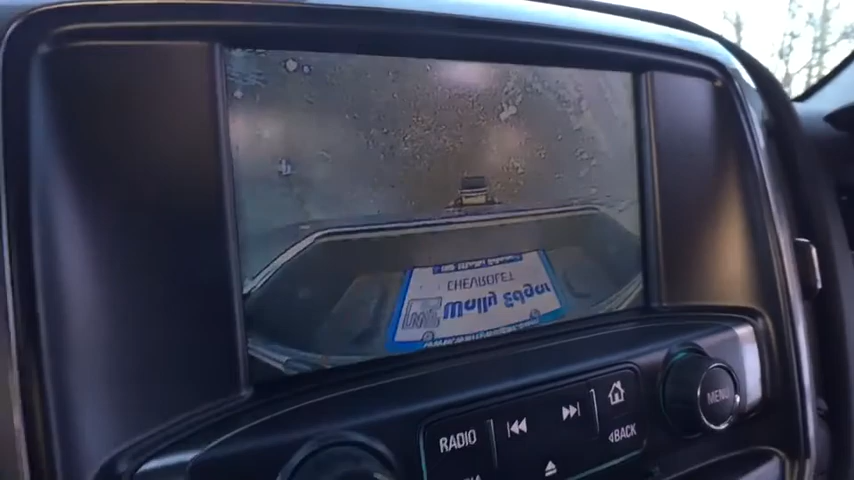 CHEVROLET
Wally Edgar
RADIO
MENU
BACK